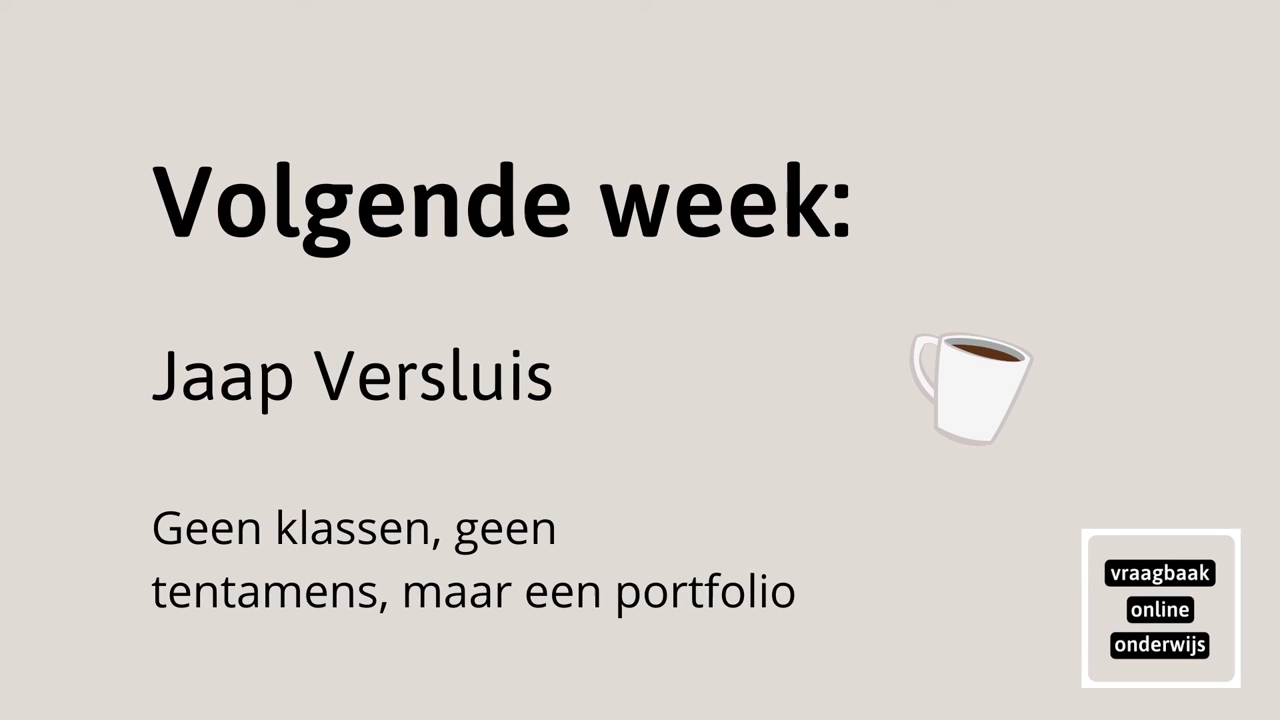 Volgende week:
Jaap Versluis
Geen klassen, geen
tentamens, maar een portfolio
vraagbaak
online
onderwijs